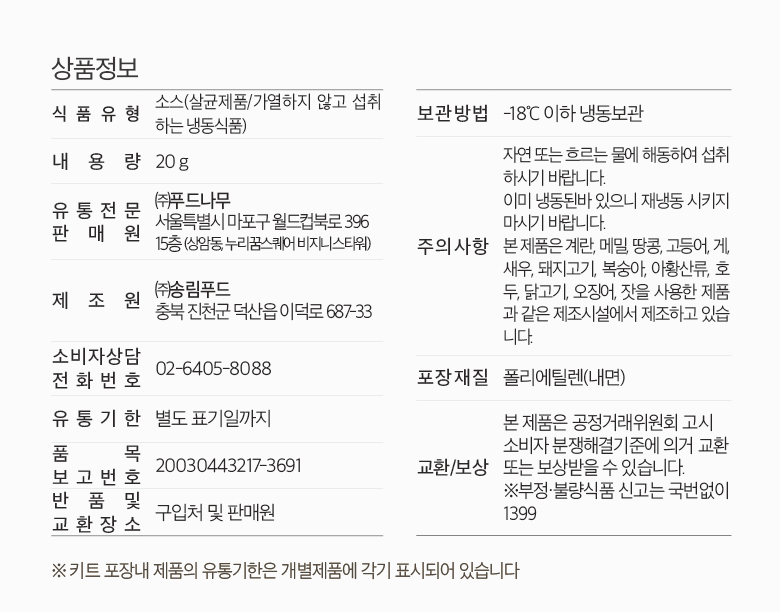 상품정보
식품유형 소스(살균제품/가열하지 않고 섭취
하는 냉동식품)
내용량 20 g
유통전문
판매원
㈜푸드나무
서울특별시 마포구 월드컵북로 396
15층 (상암동, 누리꿈스퀘어 비지니스타워)
제조원
㈜송림푸드
충북 진천군 덕산읍 이덕로 687-33
소비자상담
전화번호
02-6405-8088
유통기한 별도 표기일까지
품목
보고번호
20030443217-3691
반품및
교환장소
구입처 및 판매원
보관방법 -18℃ 이하 냉동보관
주의사항
자연 또는 흐르는 물에 해동하여 섭취
하시기 바랍니다.
이미 냉동된바 있으니 재냉동 시키지
마시기 바랍니다.
본 제품은 계란, 메밀, 땅콩, 고등어, 게,
새우, 돼지고기, 복숭아, 아황산류, 호
두, 닭고기, 오징어, 잣을 사용한 제품
과 같은 제조시설에서 제조하고 있습
니다.
포장재질 폴리에틸렌(내면)
교환/보상
본 제품은 공정거래위원회 고시
소비자 분쟁해결기준에 의거 교환
또는 보상받을 수 있습니다.
※부정·불량식품 신고는 국번없이
1399
※ 키트 포장내 제품의 유통기한은 개별제품에 각기 표시되어 있습니다